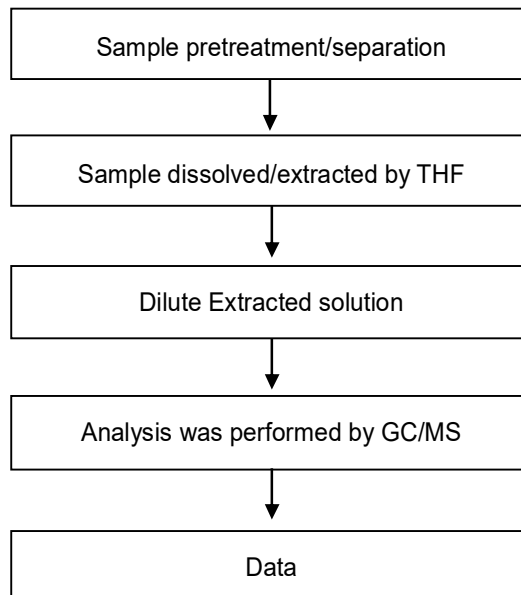 Sample pretreatment/separation
Sample dissolved/extracted by THF
Dilute Extracted solution
Analysis was performed by GC/MS
Data